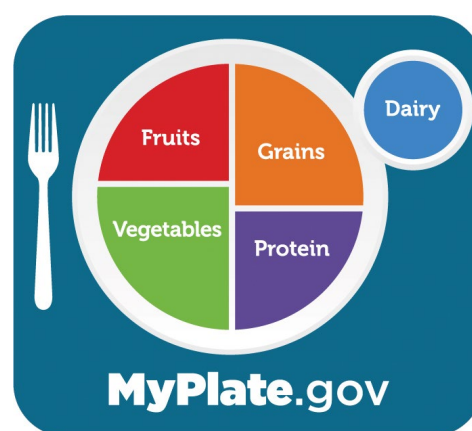 Fruits
Grains
Dairy
Vegetables
Protein
MyPlate.gov